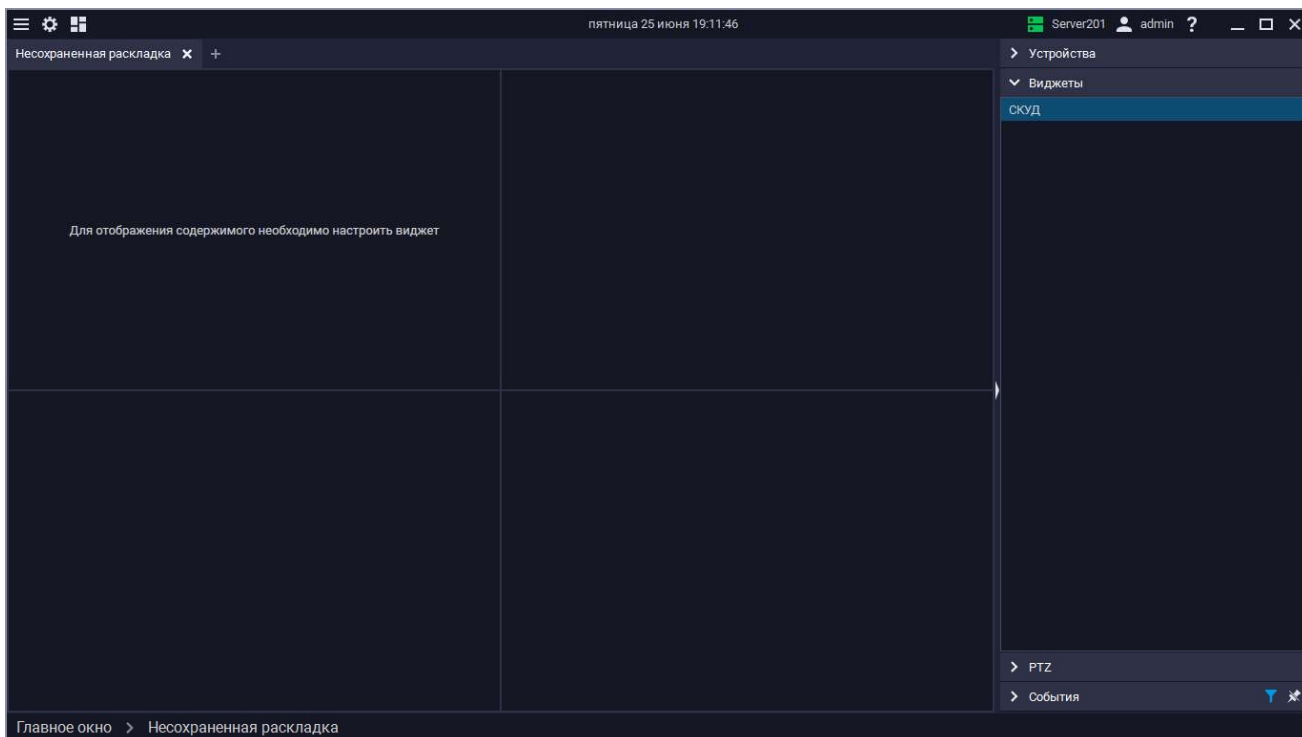 пятница 25 июня 19:11:46
Server201 admin ?
Несохраненная раскладка
Устройства
Виджеты
СКУД
Для отображения содержимого необходимо настроить виджет
PTZ
События
Главное окно > Несохраненная раскладка